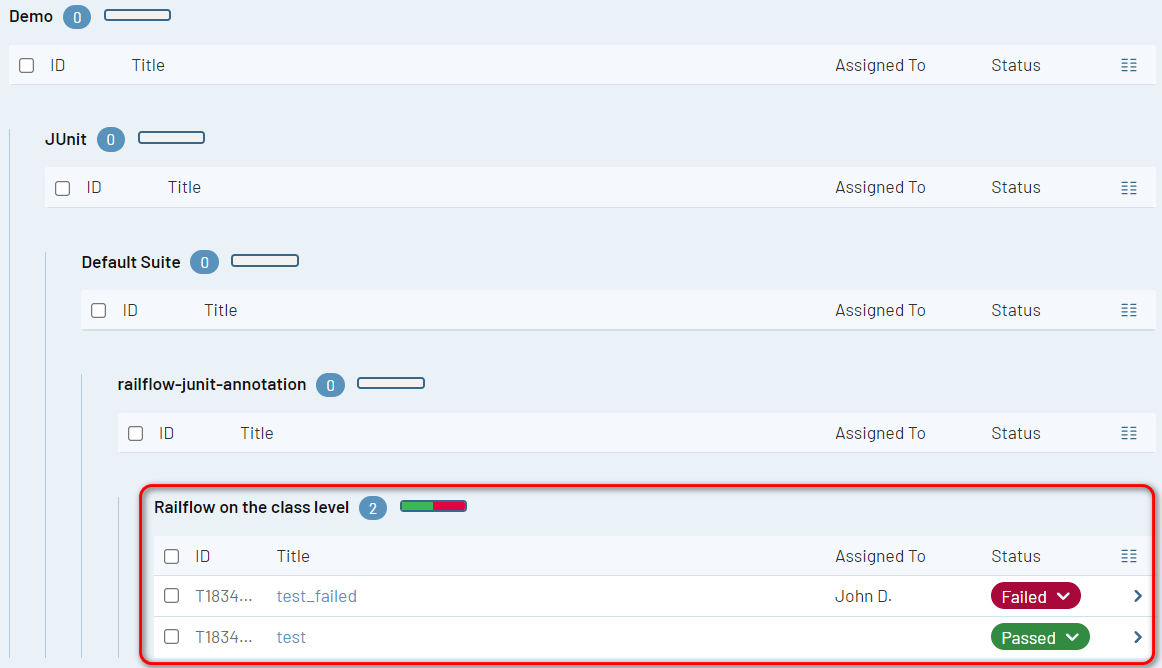 Demo 0
ID Title Assigned To Status
JUnit 0
ID Title Assigned To Status
Default Suite 0
ID Title Assigned To Status
railflow-junit-annotation 0
ID Title Assigned To Status
Railflow on the class level 2
ID Title Assigned To Status
T1834... test_failed John D. Failed
T1834... test Passed